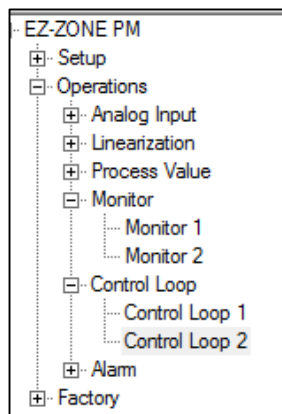 EZ-ZONE PM
Setup
Operations
Analog Input
Linearization
Process Value
Monitor
Monitor 1
Monitor 2
Control Loop
Control Loop 1
Control Loop 2
Alarm
Factory